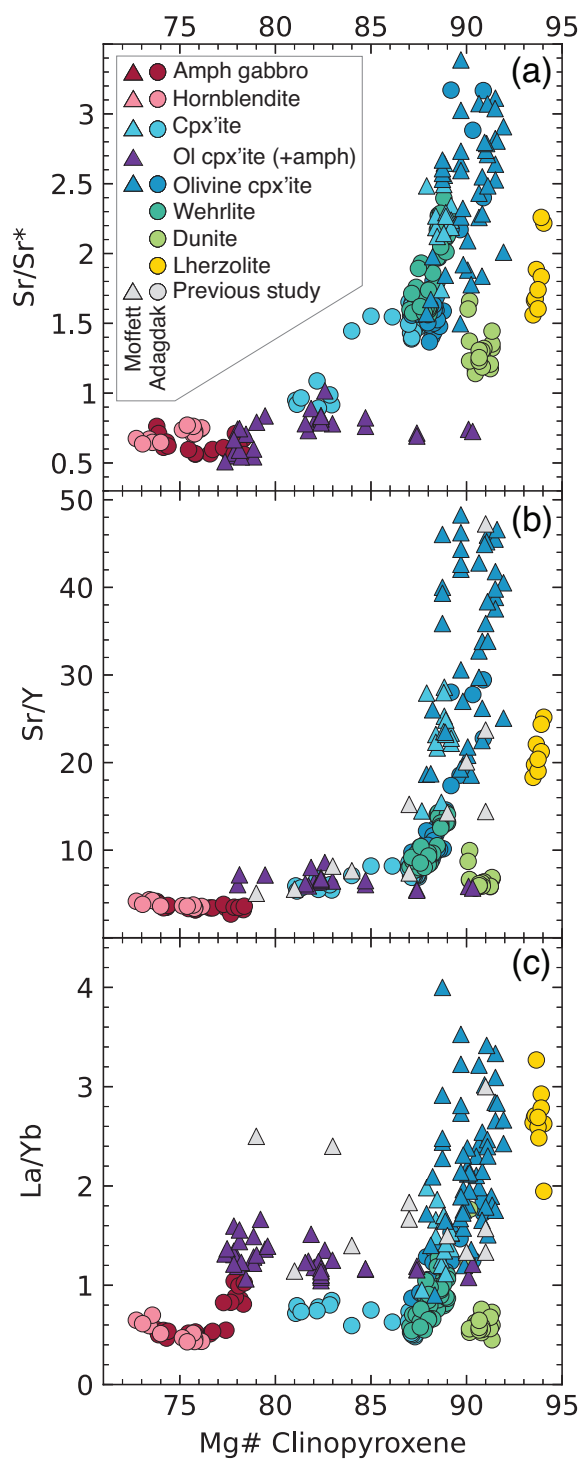 75 80 85 90 95
(a)
Amph gabbro
Hornblendite
Cpx'ite
Ol cpx'ite (+amph)
Olivine cpx'ite
Wehrlite
Dunite
Lherzolite
Previous study
Moffett
Adagdak
3
2.5
2
1.5
1
0.5
Sr/Sr*
(b)
50
40
30
20
10
Sr/Y
(c)
4
3
2
1
0
La/Yb
75 80 85 90 95
Mg# Clinopyroxene